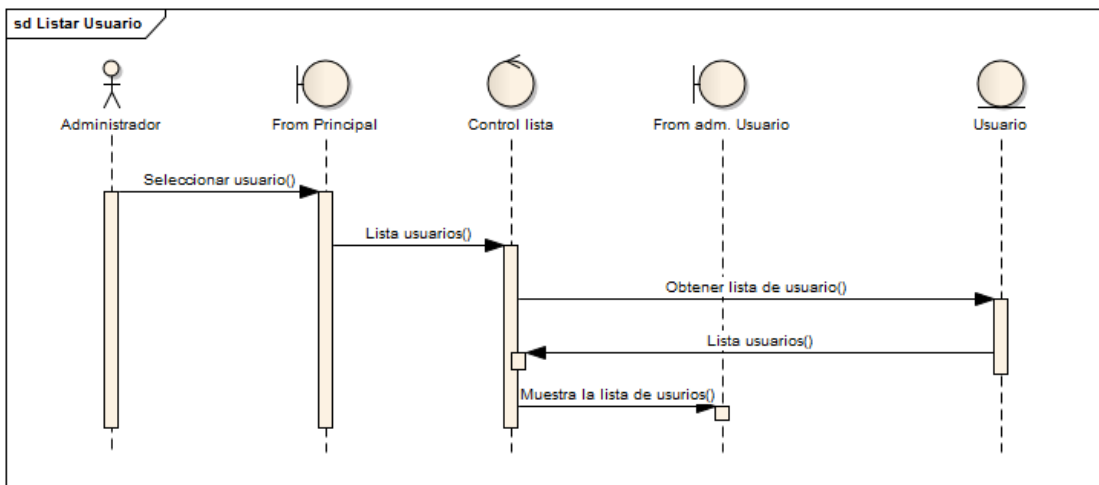 sd Listar Usuario
Administrador
From Principal
Control lista
From adm. Usuario
Usuario
Seleccionar usuario()
Lista usuarios()
Obtener lista de usuario()
Lista usuarios()
Muestra la lista de usurios()